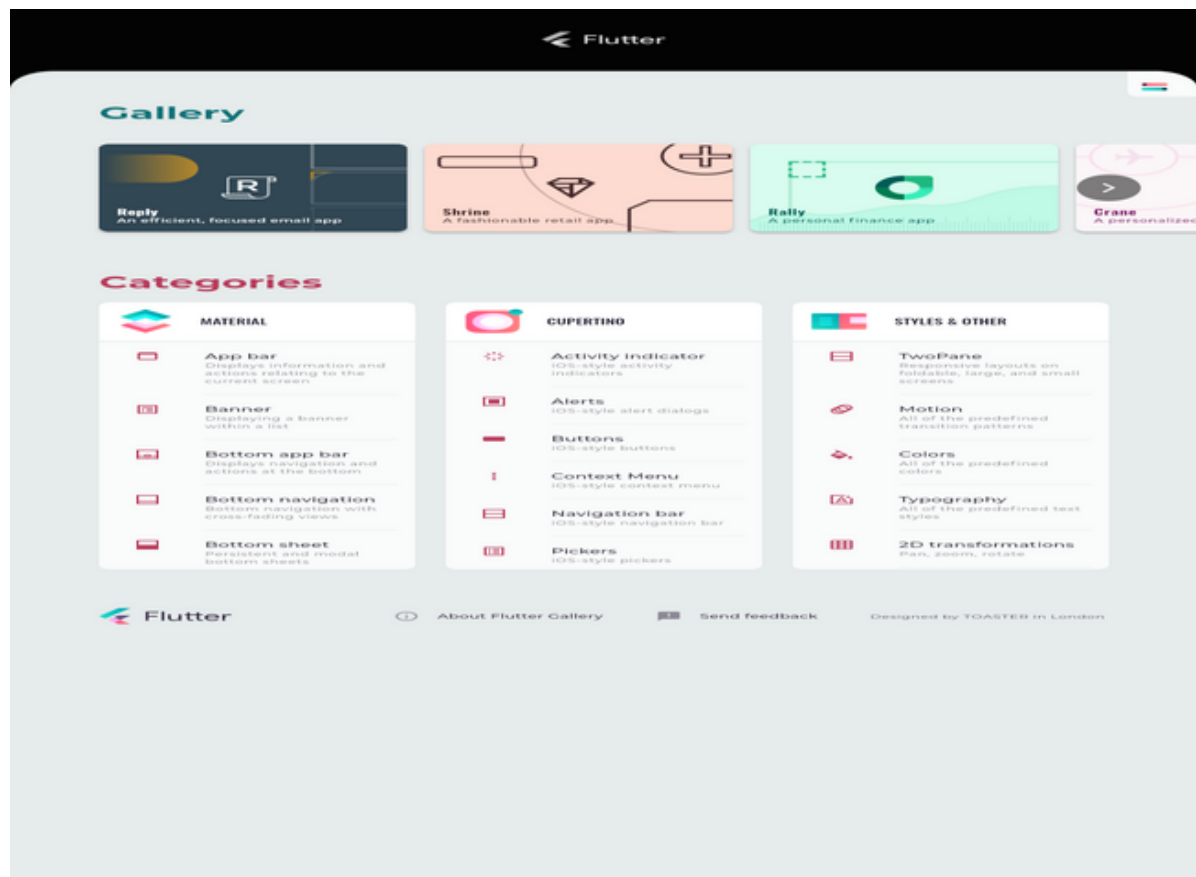 Flutter
Gallery
Reply
An efficient, focused email app
Shrine
A fashionable retail app
Rally
A personal finance app
Crane
A personalized
Categories
MATERIAL
App bar
Displays information and
actions relating to the
current screen
Banner
Displaying a banner
within a list
Bottom app bar
Displays navigation and
actions at the bottom
Bottom navigation
Bottom navigation with
cross-fading views
Bottom sheet
Persistent and modal
bottom sheets
CUPERTINO
Activity indicator
iOS-style activity
indicators
Alerts
iOS-style alert dialogs
Buttons
iOS-style buttons
Context Menu
iOS-style context menu
Navigation bar
iOS-style navigation bar
Pickers
iOS-style pickers
STYLES & OTHER
TwoPane
Responsive layouts on
foldable, large, and small
screens
Motion
All of the predefined
transition patterns
Colors
All of the predefined
colors
Typography
All of the predefined text
styles
2D transformations
Pan, zoom, rotate
Flutter
About Flutter Gallery
Send feedback
Designed by TOASTER in London